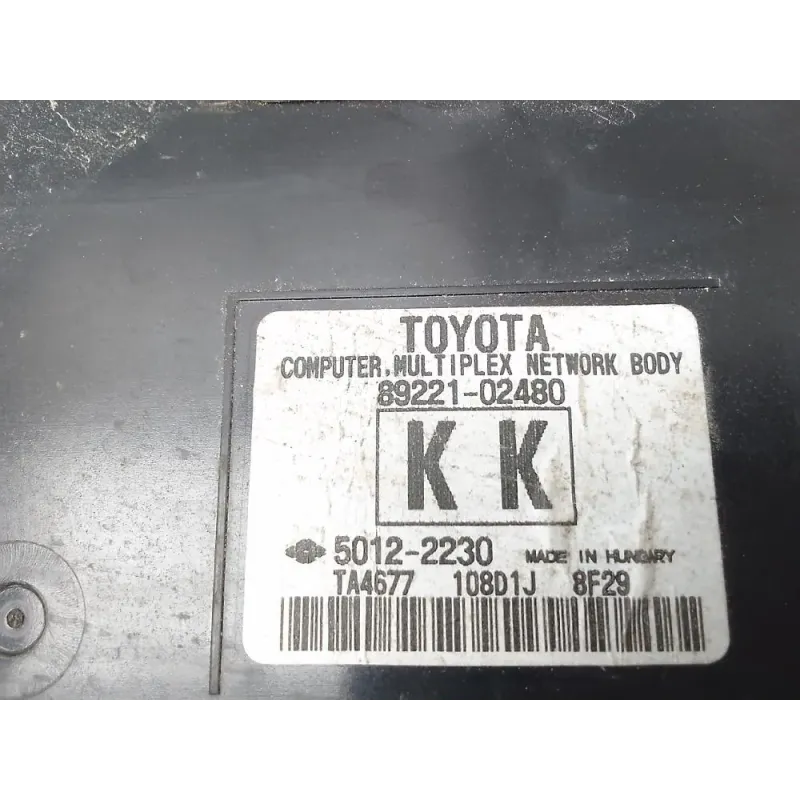 TOYOTA
COMPUTER,MULTIPLEX NETWORK BODY
89221-02480
K K
5012-2230 MADE IN HUNGARY
TA4677 108D1J 8F29